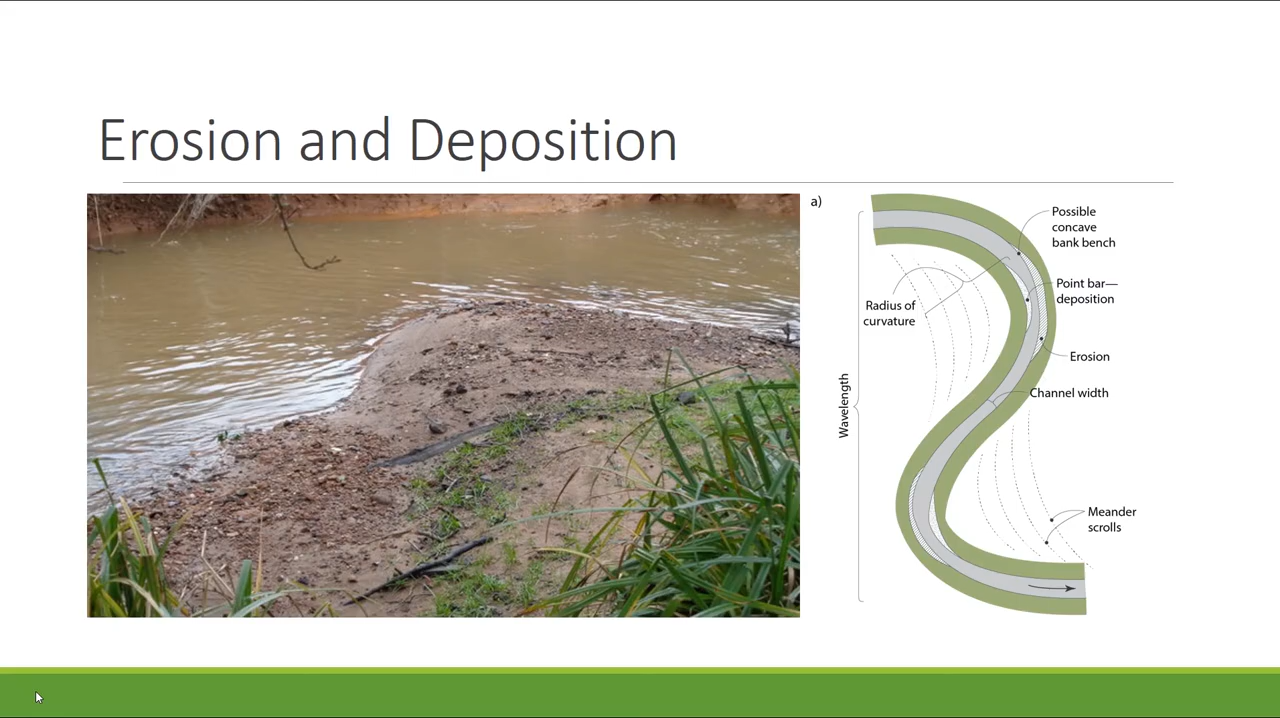 Erosion and Deposition
a)
Possible
concave
bank bench
Point bar—
deposition
Radius of
curvature
Erosion
Wavelength
Channel width
Meander
scrolls